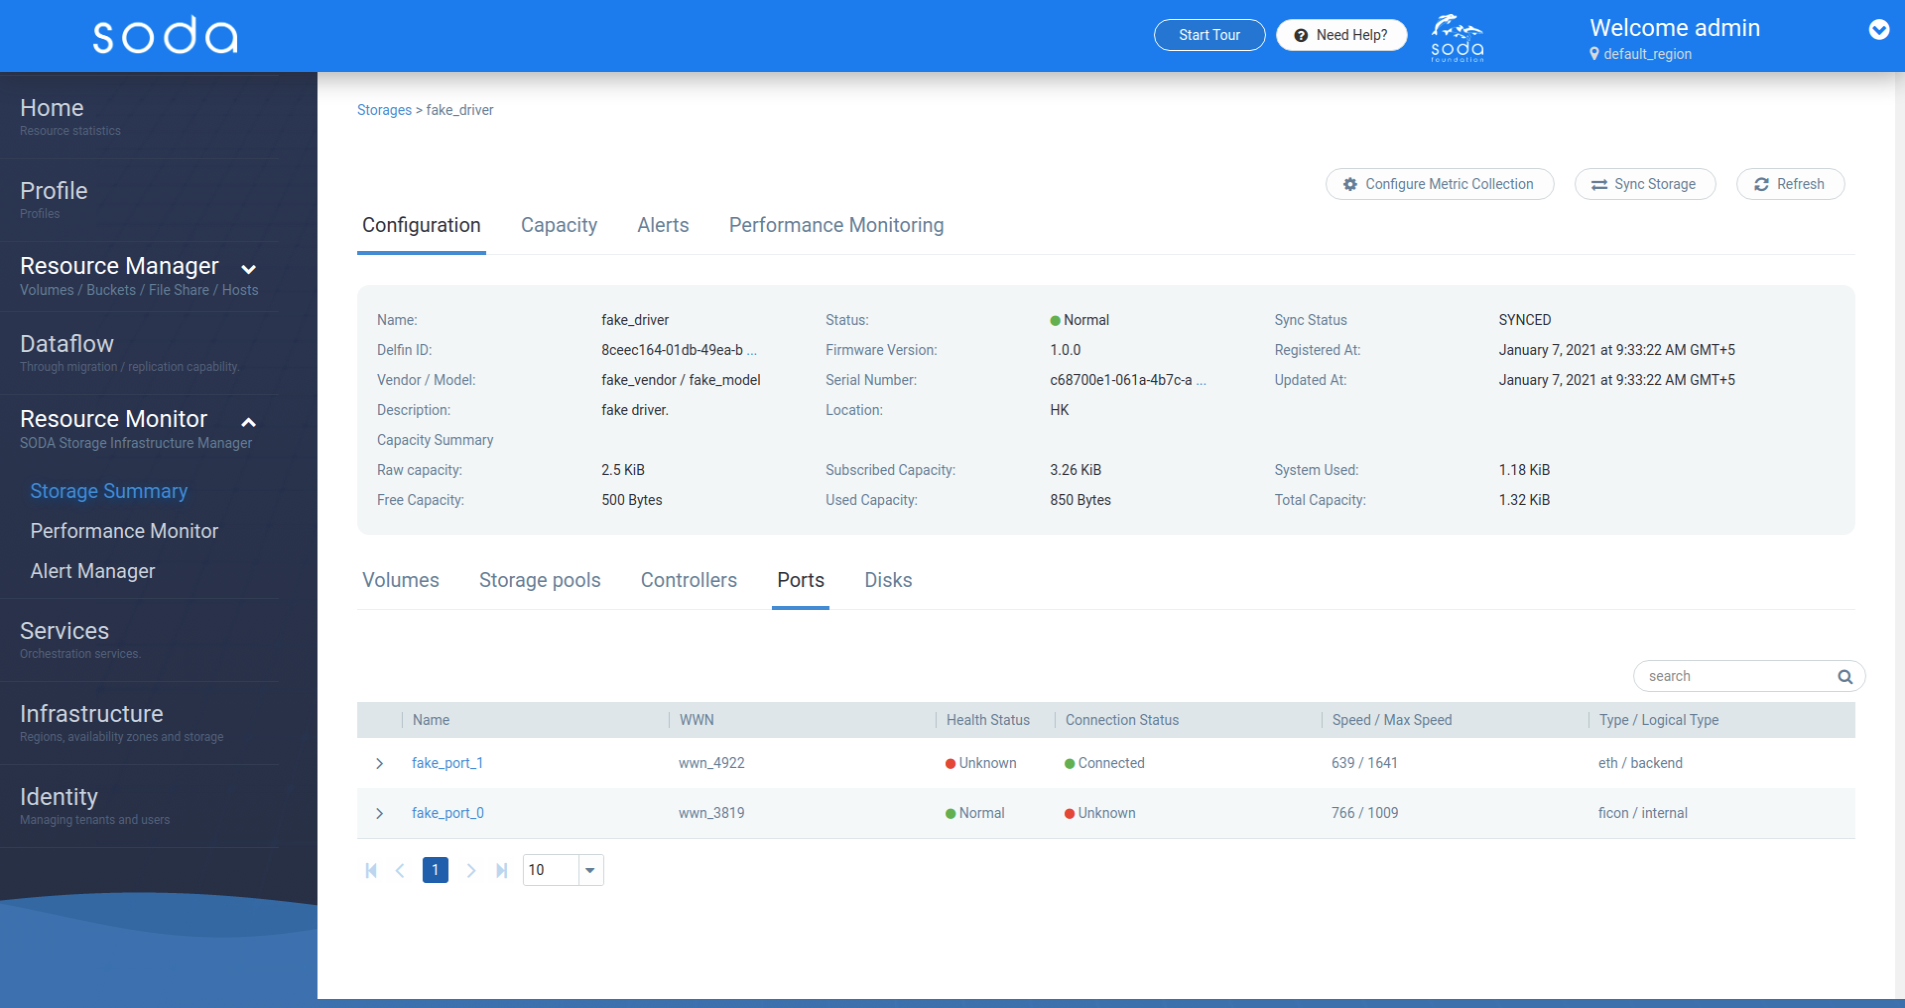 soda
Start Tour
Need Help?
soda
foundation
Welcome admin
default_region
Home
Resource statistics
Profile
Profiles
Resource Manager
Volumes / Buckets / File Share / Hosts
Dataflow
Through migration / replication capability.
Resource Monitor
SODA Storage Infrastructure Manager
Storage Summary
Performance Monitor
Alert Manager
Services
Orchestration services.
Infrastructure
Regions, availability zones and storage
Identity
Managing tenants and users
Storages > fake_driver
Configure Metric Collection
Sync Storage
Refresh
Configuration Capacity Alerts Performance Monitoring
Name: fake_driver Status: Normal Sync Status SYNCED
Delfin ID: 8ceec164-01db-49ea-b ... Firmware Version: 1.0.0 Registered At: January 7, 2021 at 9:33:22 AM GMT+5
Vendor / Model: fake_vendor / fake_model Serial Number: c68700e1-061a-4b7c-a ... Updated At: January 7, 2021 at 9:33:22 AM GMT+5
Description: fake driver. Location: HK
Capacity Summary
Raw capacity: 2.5 KiB Subscribed Capacity: 3.26 KiB System Used: 1.18 KiB
Free Capacity: 500 Bytes Used Capacity: 850 Bytes Total Capacity: 1.32 KiB
Volumes Storage pools Controllers Ports Disks
search
Name WWN Health Status Connection Status Speed / Max Speed Type / Logical Type
fake_port_1 wwn_4922 Unknown Connected 639 / 1641 eth / backend
fake_port_0 wwn_3819 Normal Unknown 766 / 1009 ficon / internal
1 10